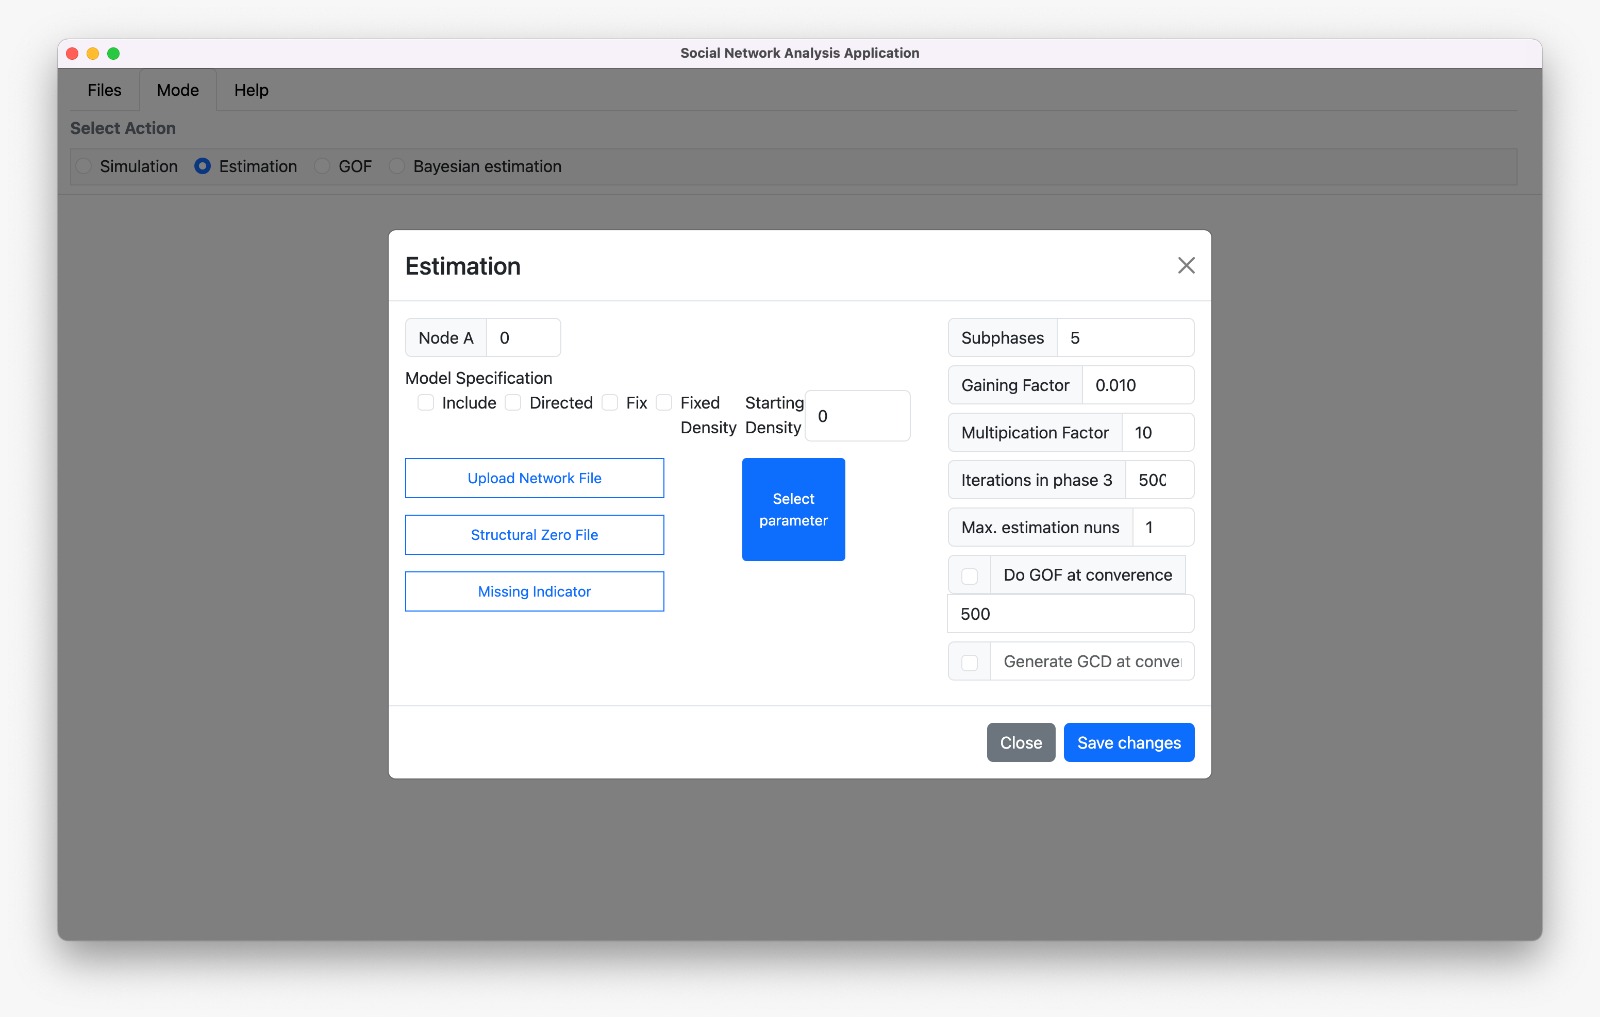 Social Network Analysis Application
Files Mode Help
Select Action
Simulation Estimation GOF Bayesian estimation
Estimation
Node A 0
Model Specification
Include Directed Fix Fixed Density Starting Density 0
Upload Network File
Structural Zero File
Missing Indicator
Select
parameter
Subphases 5
Gaining Factor 0.010
Multipication Factor 10
Iterations in phase 3 500
Max. estimation nuns 1
Do GOF at converence
500
Generate GCD at conve
Close Save changes